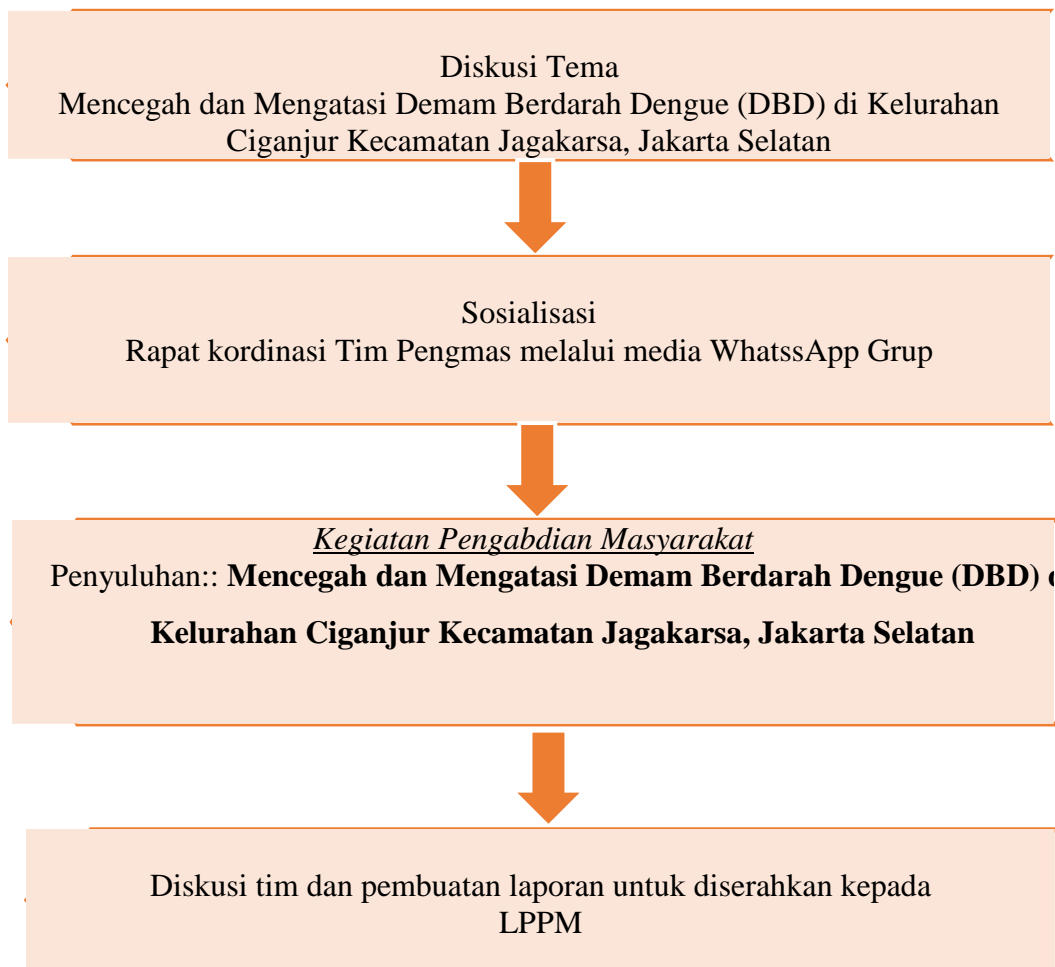 Diskusi Tema
Mencegah dan Mengatasi Demam Berdarah Dengue (DBD) di Kelurahan
Ciganjur Kecamatan Jagakarsa, Jakarta Selatan
Sosialisasi
Rapat kordinasi Tim Pengmas melalui media WhatssApp Grup
Kegiatan Pengabdian Masyarakat
Penyuluhan:: Mencegah dan Mengatasi Demam Berdarah Dengue (DBD)
Kelurahan Ciganjur Kecamatan Jagakarsa, Jakarta Selatan
Diskusi tim dan pembuatan laporan untuk diserahkan kepada
LPPM